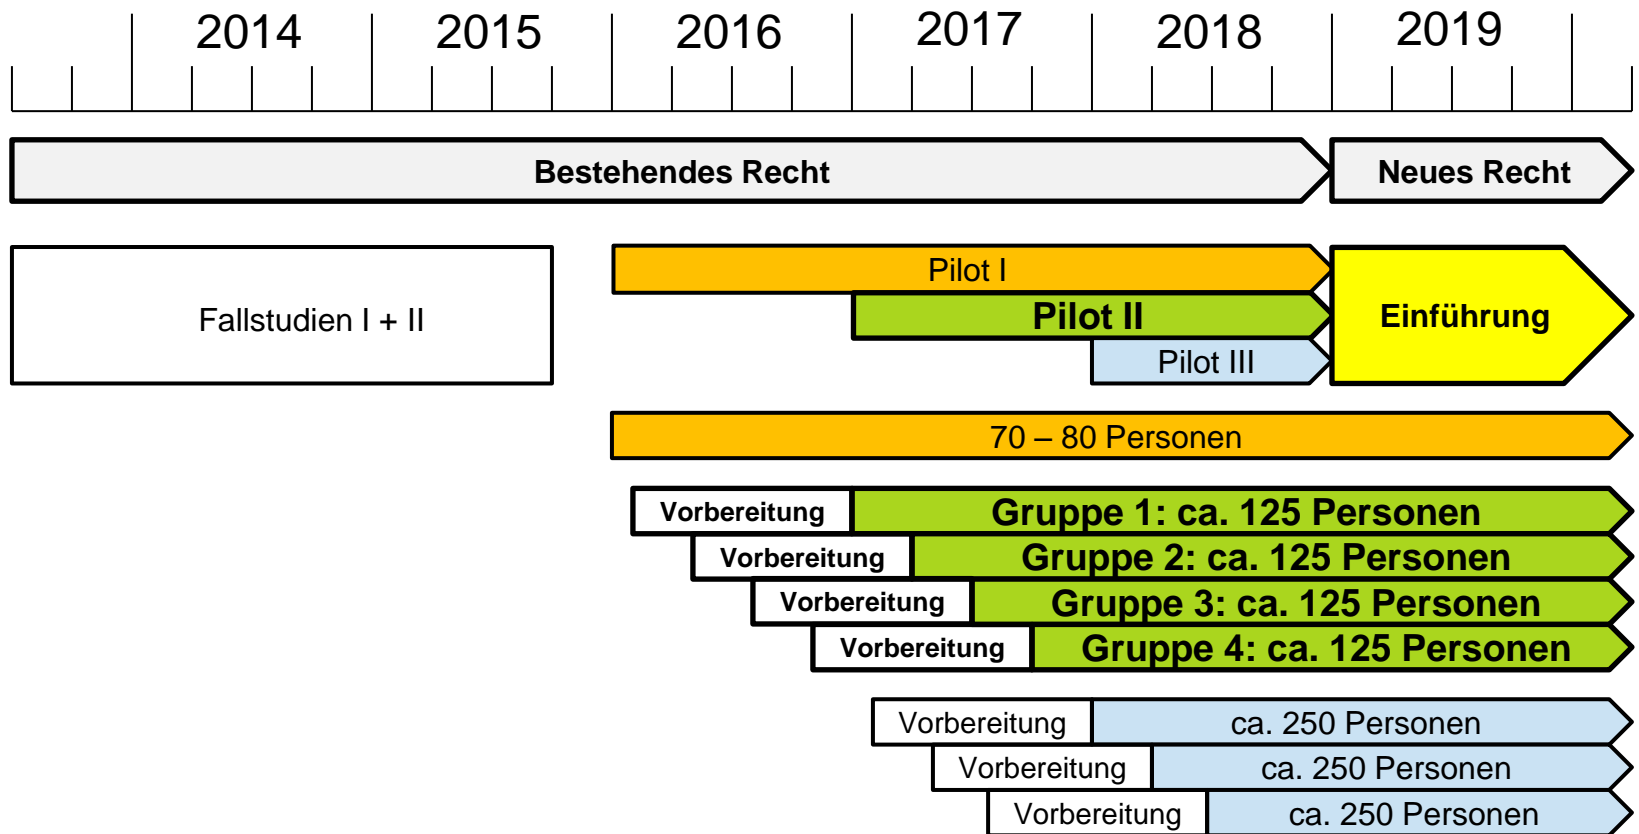 2014 2015 2016 2017 2018 2019
Bestehendes Recht Neues Recht
Fallstudien I + II
Pilot I
Pilot II
Pilot III
Einführung
70 – 80 Personen
Vorbereitung Gruppe 1: ca. 125 Personen
Vorbereitung Gruppe 2: ca. 125 Personen
Vorbereitung Gruppe 3: ca. 125 Personen
Vorbereitung Gruppe 4: ca. 125 Personen
Vorbereitung ca. 250 Personen
Vorbereitung ca. 250 Personen
Vorbereitung ca. 250 Personen